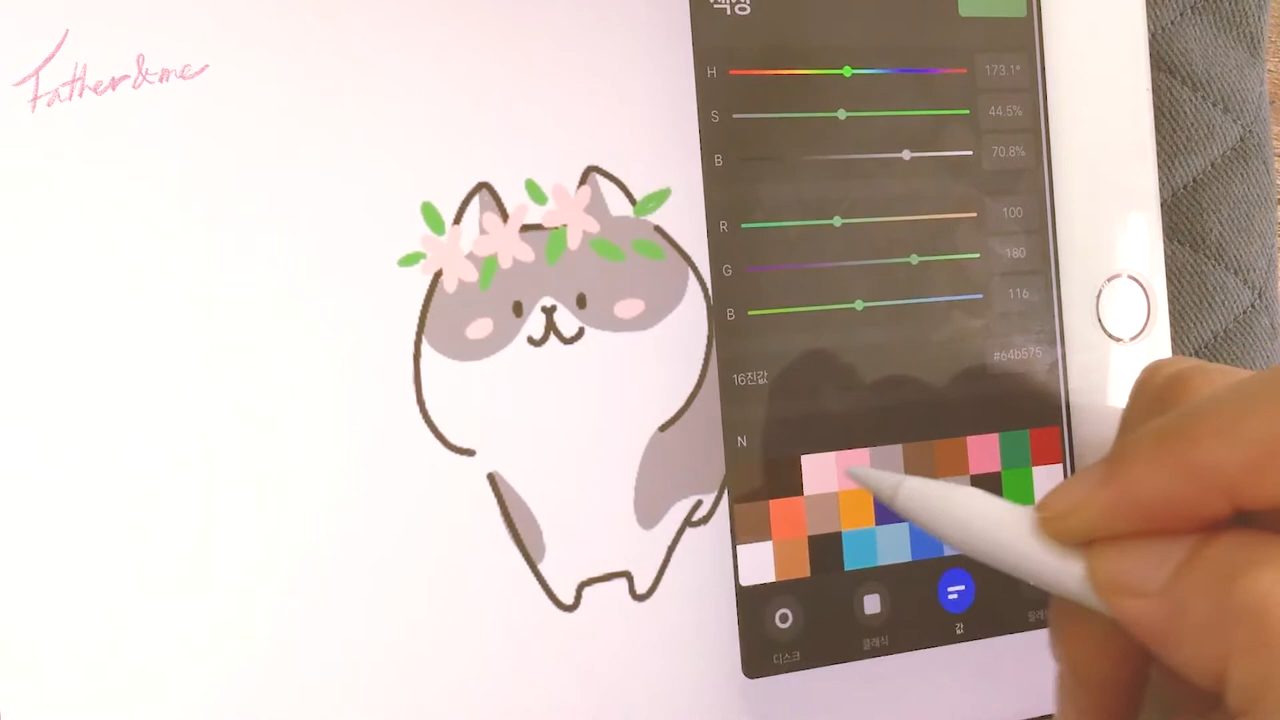 Father&me
색상
H 173.1°
S 44.5%
B 70.8%
R 100
G 180
B 116
#64b575
16진값
N
디스크
클래식
값